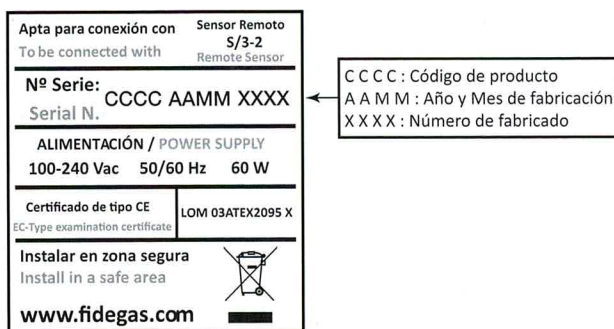 Apta para conexión con
To be connected with
Sensor Remoto
S/3-2
Remote Sensor
Nº Serie:
Serial N.
CCCC AAMM XXXX
ALIMENTACIÓN / POWER SUPPLY
100-240 Vac 50/60 Hz 60 W
Certificado de tipo CE
EC-Type examination certificate
LOM 03ATEX2095 X
Instalar en zona segura
Install in a safe area
www.fidegas.com
C C C C : Código de producto
A A M M : Año y Mes de fabricación
X X X X : Número de fabricado